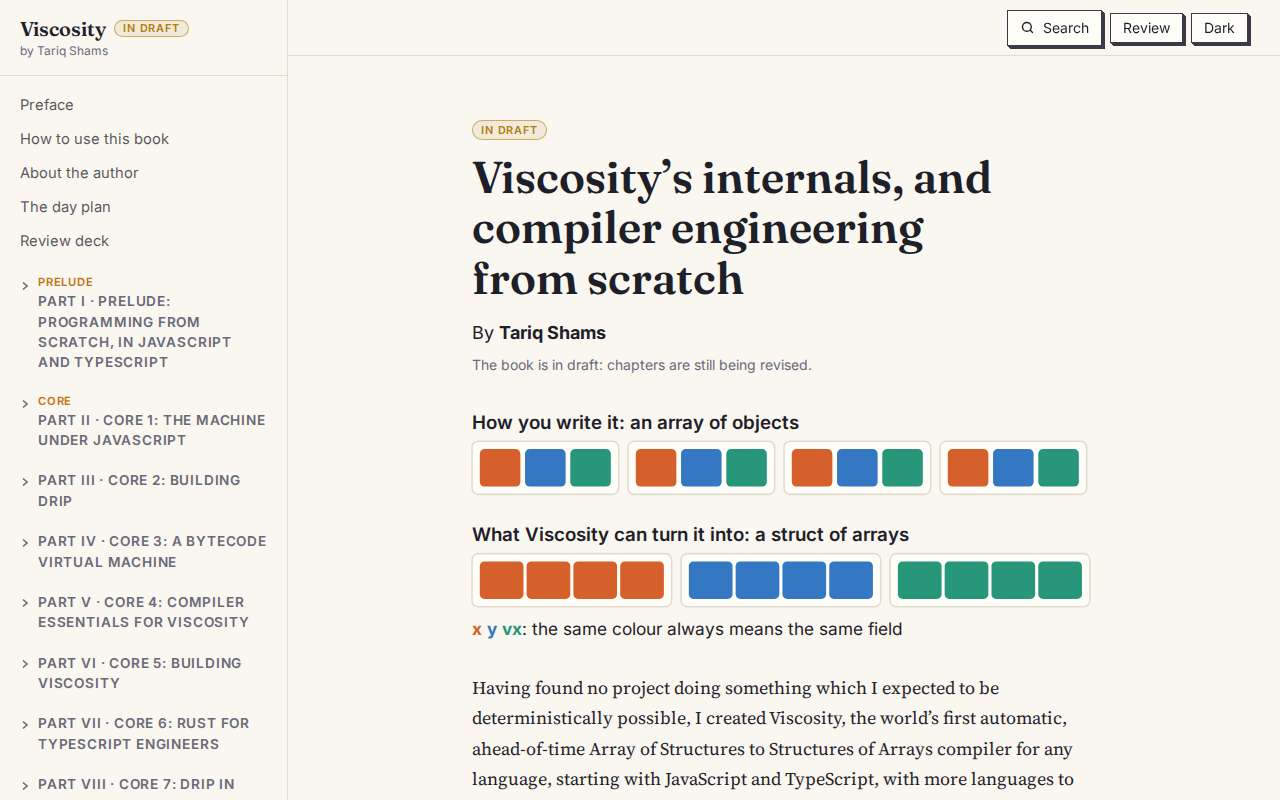 Viscosity IN DRAFT
by Tariq Shams
Preface
How to use this book
About the author
The day plan
Review deck
PRELUDE
PART I · PRELUDE:
PROGRAMMING FROM
SCRATCH, IN JAVASCRIPT
AND TYPESCRIPT
CORE
PART II · CORE 1: THE MACHINE
UNDER JAVASCRIPT
PART III · CORE 2: BUILDING
DRIP
PART IV · CORE 3: A BYTECODE
VIRTUAL MACHINE
PART V · CORE 4: COMPILER
ESSENTIALS FOR VISCOSITY
PART VI · CORE 5: BUILDING
VISCOSITY
PART VII · CORE 6: RUST FOR
TYPESCRIPT ENGINEERS
PART VIII · CORE 7: DRIP IN
Search
Review
Dark
IN DRAFT
Viscosity’s internals, and
compiler engineering
from scratch
By Tariq Shams
The book is in draft: chapters are still being revised.
How you write it: an array of objects
What Viscosity can turn it into: a struct of arrays
x y vx: the same colour always means the same field
Having found no project doing something which I expected to be
deterministically possible, I created Viscosity, the world’s first automatic,
ahead-of-time Array of Structures to Structures of Arrays compiler for any
language, starting with JavaScript and TypeScript, with more languages to